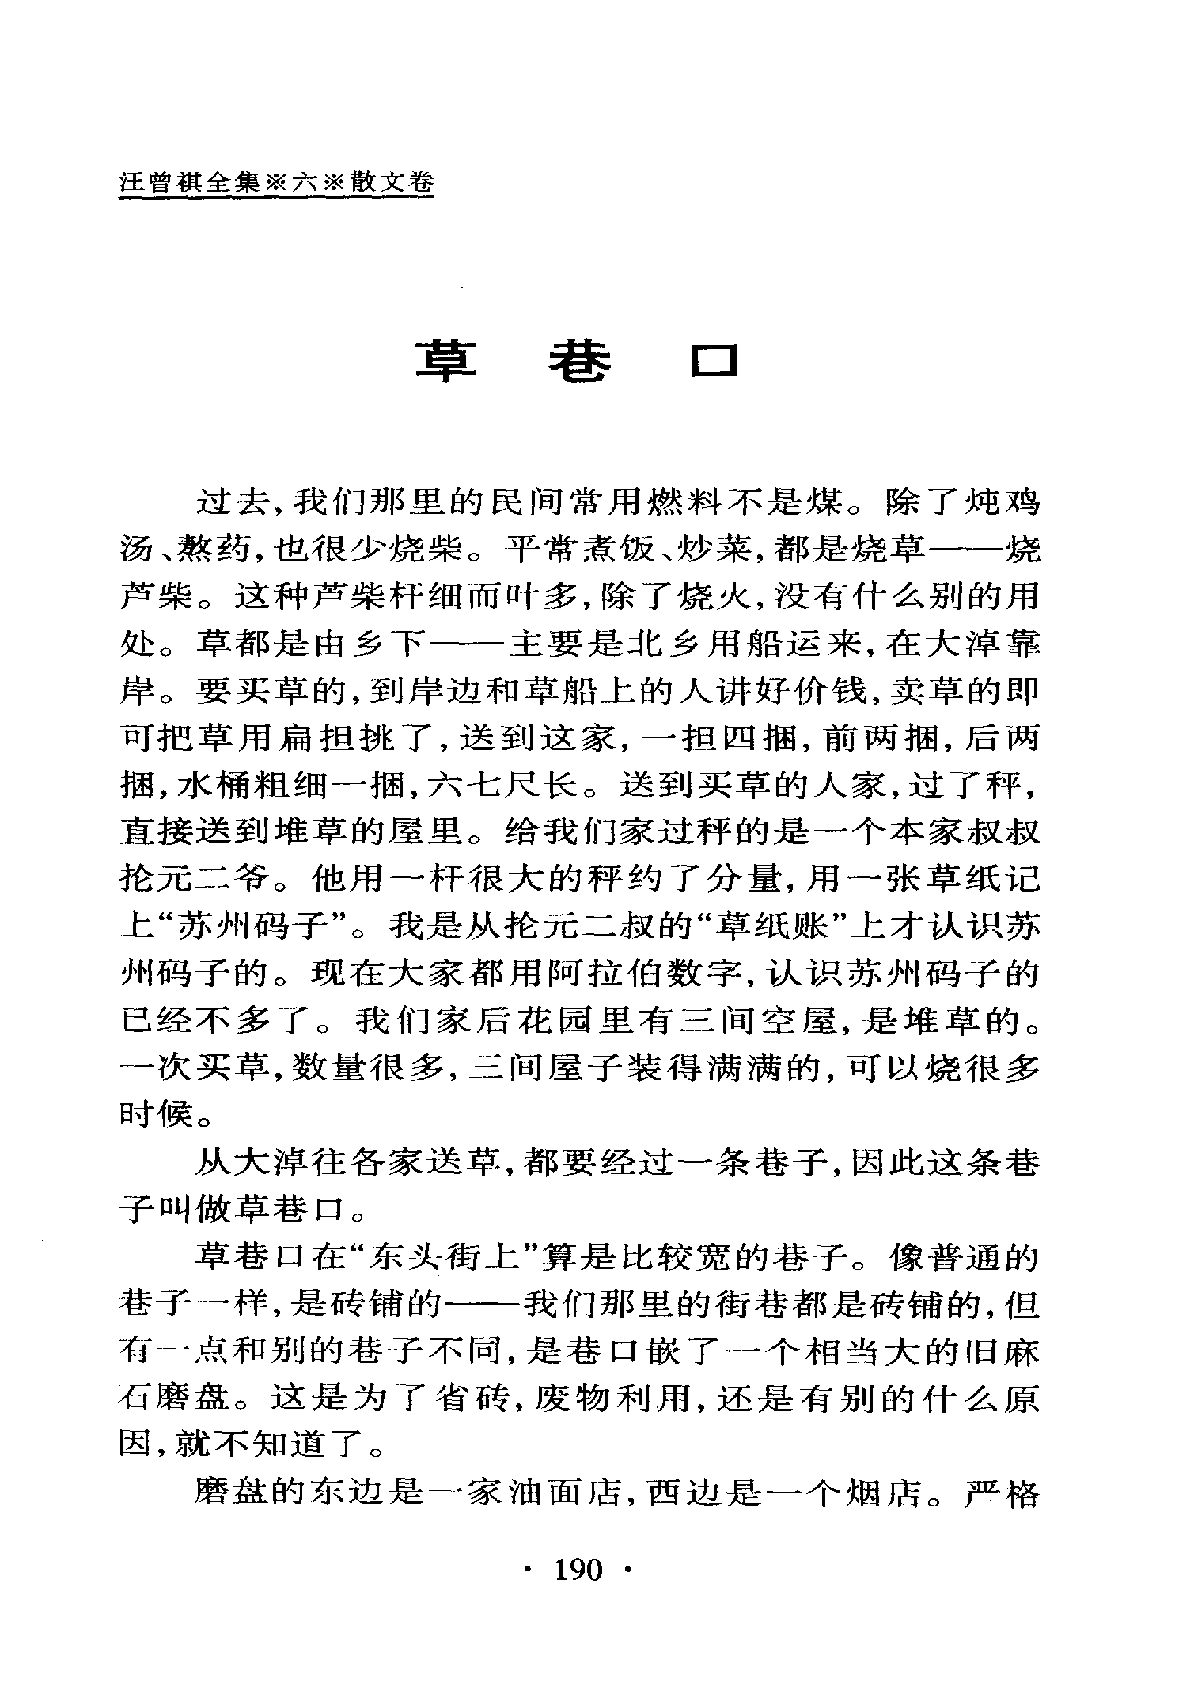 汪曾祺全集※六※散文卷
草巷口
过去,我们那里的民间常用燃料不是煤。除了炖鸡
汤、熬药,也很少烧柴。平常煮饭、炒菜,都是烧草——烧
芦柴。这种芦柴杆细而叶多,除了烧火,没有什么别的用
处。草都是由乡下——主要是北乡用船运来,在大淖靠
岸。要买草的,到岸边和草船上的人讲好价钱,卖草的即
可把草用扁担挑了,送到这家,一担四捆,前两捆,后两
捆,水桶粗细一捆,六七尺长。送到买草的人家,过了秤,
直接送到堆草的屋里。给我们家过秤的是一个本家叔叔
抡元二爷。他用一杆很大的秤约了分量,用一张草纸记
上“苏州码子”。我是从抡元二叔的“草纸账”上才认识苏
州码子的。现在大家都用阿拉伯数字,认识苏州码子的
已经不多了。我们家后花园里有三间空屋,是堆草的。
一次买草,数量很多,三间屋子装得满满的,可以烧很多
时候。
从大淖往各家送草,都要经过一条巷子,因此这条巷
子叫做草巷口。
草巷口在“东头街上”算是比较宽的巷子。像普通的
巷子一样,是砖铺的——我们那里的街巷都是砖铺的,但
有一点和别的巷子不同,是巷口嵌了一个相当大的旧麻
石磨盘。这是为了省砖,废物利用,还是有别的什么原
因,就不知道了。
磨盘的东边是一家油面店,西边是一个烟店。严格
· 190 ·